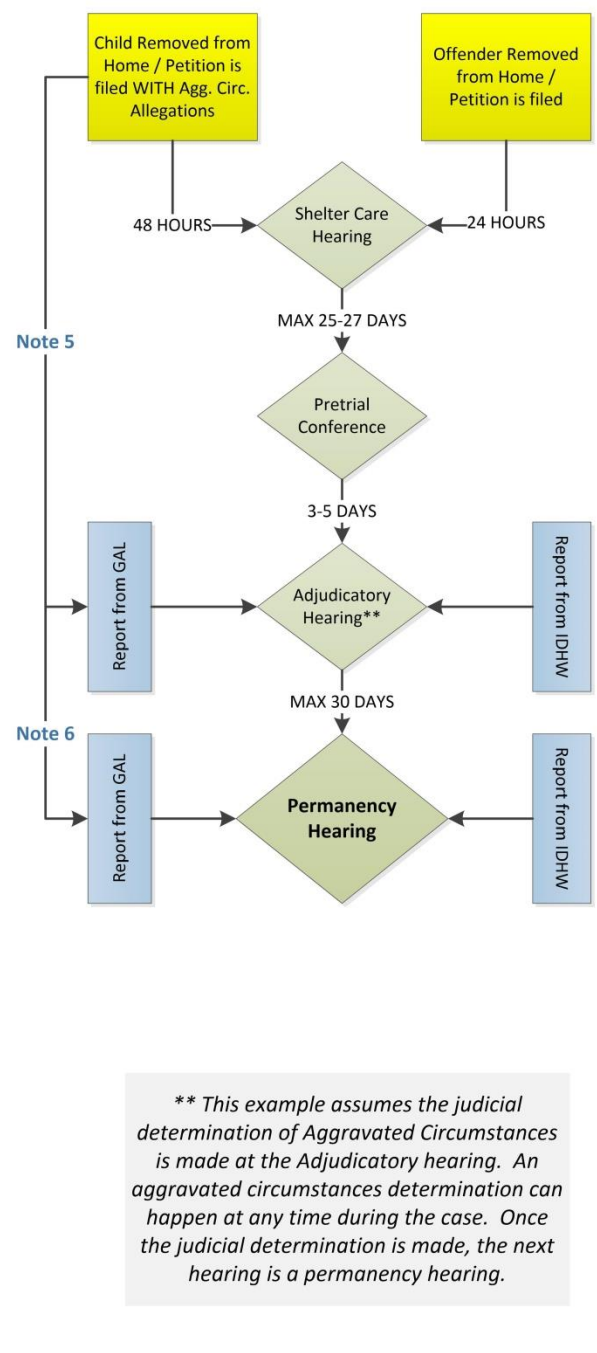 Child Removed from
Home / Petition is
filed WITH Agg. Circ.
Allegations
Offender Removed
from Home /
Petition is filed
48 HOURS
Shelter Care
Hearing
24 HOURS
MAX 25-27 DAYS
Note 5
Pretrial
Conference
3-5 DAYS
Report from GAL
Adjudicatory
Hearing**
Report from IDHW
MAX 30 DAYS
Note 6
Report from GAL
Permanency
Hearing
Report from IDHW
** This example assumes the judicial
determination of Aggravated Circumstances
is made at the Adjudicatory hearing. An
aggravated circumstances determination can
happen at any time during the case. Once
the judicial determination is made, the next
hearing is a permanency hearing.